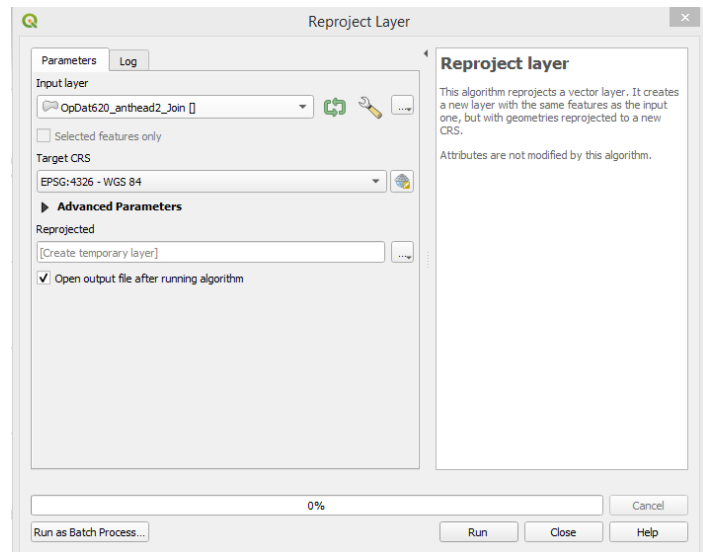 Reproject Layer
Parameters
Log
Input layer
OpDat620_anthead2_Join []
Selected features only
Target CRS
EPSG:4326 - WGS 84
Advanced Parameters
Reprojected
[Create temporary layer]
Open output file after running algorithm
Reproject layer
This algorithm reprojects a vector layer. It creates
a new layer with the same features as the input
one, but with geometries reprojected to a new
CRS.
Attributes are not modified by this algorithm.
0%
Cancel
Run as Batch Process...
Run
Close
Help